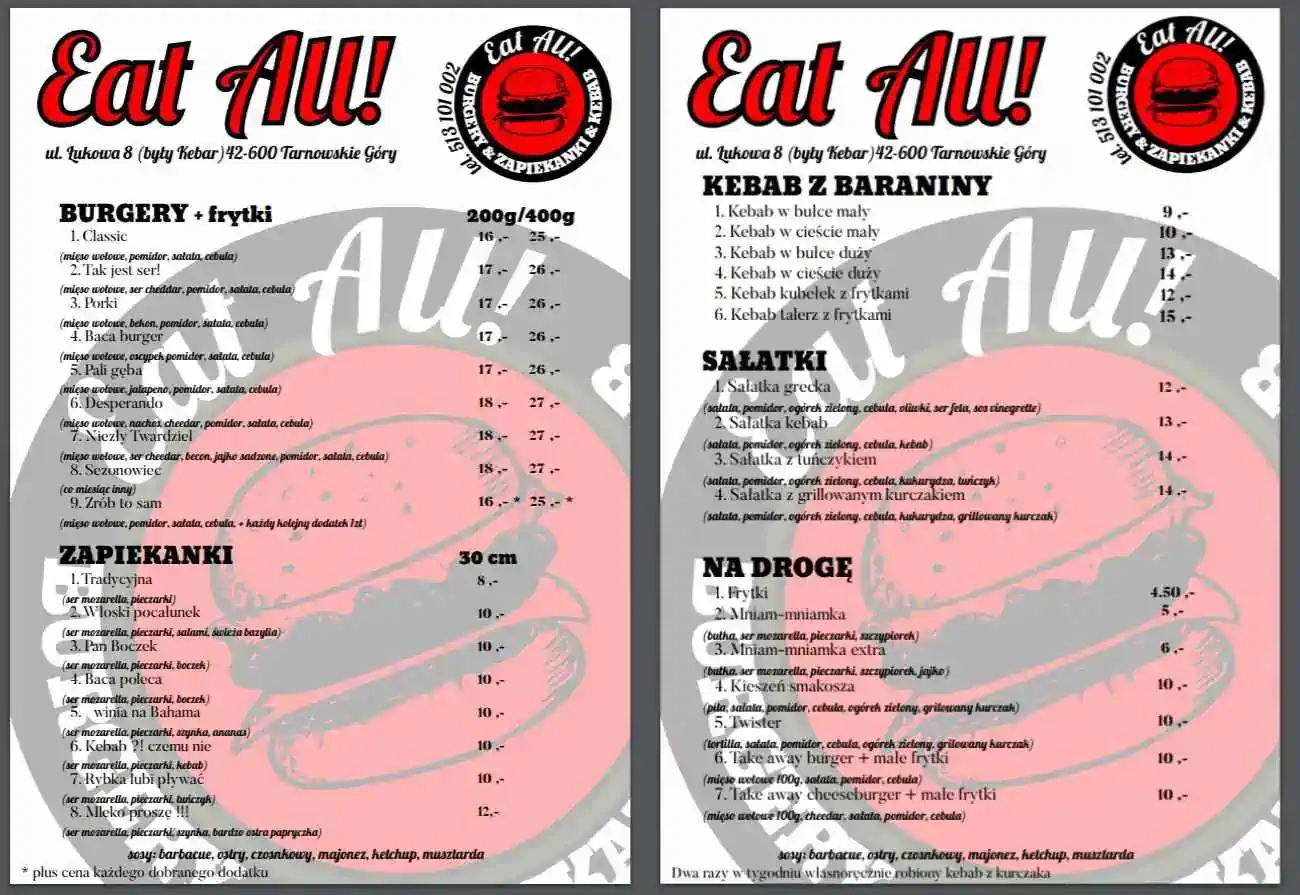 Eat All!
ul. Łukowa 8 (były Kebar)42-600 Tarnowskie Góry
tel. 513 101 002
Eat All!
BURGERY & ZAPIEKANKI & KEBAB
BURGERY + frytki 200g/400g
1. Classic 16 ,- 25 ,-
(mięso wołowe, pomidor, sałata, cebula)
2. Tak jest ser! 17 ,- 26 ,-
(mięso wołowe, ser cheddar, pomidor, sałata, cebula)
3. Porki 17 ,- 26 ,-
(mięso wołowe, bekon, pomidor, sałata, cebula)
4. Baca burger 17 ,- 26 ,-
(mięso wołowe, oscypek pomidor, sałata, cebula)
5. Pali gęba 17 ,- 26 ,-
(mięso wołowe, jalapeno, pomidor, sałata, cebula)
6. Desperando 18 ,- 27 ,-
(mięso wołowe, nachos, cheedar, pomidor, sałata, cebula)
7. Niezły Twardziel 18 ,- 27 ,-
(mięso wołowe, ser cheedar, becon, jajko sadzone, pomidor, sałata, cebula)
8. Sezonowiec 18 ,- 27 ,-
(co miesiąc inny)
9. Zrób to sam 16 ,- * 25 ,- *
(mięso wołowe, pomidor, sałata, cebula, + każdy kolejny dodatek 1zł)
ZAPIEKANKI 30 cm
1. Tradycyjna 8 ,-
(ser mozarella, pieczarki)
2. Włoski pocałunek 10 ,-
(ser mozarella, pieczarki, salami, świeża bazylia)
3. Pan Boczek 10 ,-
(ser mozarella, pieczarki, boczek)
4. Baca poleca 10 ,-
(ser mozarella, pieczarki, boczek)
5. winia na Bahama 10 ,-
(ser mozarella, pieczarki, szynka, ananas)
6. Kebab ?! czemu nie 10 ,-
(ser mozarella, pieczarki, kebab)
7. Rybka lubi pływać 10 ,-
(ser mozarella, pieczarki, tuńczyk)
8. Mleko proszę !!! 12,-
(ser mozarella, pieczarki, szynka, bardzo ostra papryczka)
sosy: barbacue, ostry, czosnkowy, majonez, ketchup, musztarda
* plus cena każdego dobranego dodatku
Eat All!
ul. Łukowa 8 (były Kebar)42-600 Tarnowskie Góry
tel. 513 101 002
Eat All!
BURGERY & ZAPIEKANKI & KEBAB
KEBAB Z BARANINY
1. Kebab w bułce mały 9 ,-
2. Kebab w cieście mały 10 ,-
3. Kebab w bułce duży 13 ,-
4. Kebab w cieście duży 14 ,-
5. Kebab kubełek z frytkami 12 ,-
6. Kebab talerz z frytkami 15 ,-
SAŁATKI
1. Sałatka grecka 12 ,-
(sałata, pomidor, ogórek zielony, cebula, oliwki, ser feta, sos vinegrette)
2. Sałatka kebab 13 ,-
(sałata, pomidor, ogórek zielony, cebula, kebab)
3. Sałatka z tuńczykiem 14 ,-
(sałata, pomidor, ogórek zielony, cebula, kukurydza, tuńczyk)
4. Sałatka z grillowanym kurczakiem 14 ,-
(sałata, pomidor, ogórek zielony, cebula, kukurydza, grillowany kurczak)
NA DROGĘ
1. Frytki 4.50 ,-
2. Mniam-mniamka 5 ,-
(bułka, ser mozarella, pieczarki, szczypiorek)
3. Mniam-mniamka extra 6 ,-
(bułka, ser mozarella, pieczarki, szczypiorek, jajko)
4. Kieszeń smakosza 10 ,-
(pita, sałata, pomidor, cebula, ogórek zielony, grilowany kurczak)
5. Twister 10 ,-
(tortilla, sałata, pomidor, cebula, ogórek zielony, grilowany kurczak)
6. Take away burger + małe frytki 10 ,-
(mięso wołowe 100g, sałata, pomidor, cebula)
7. Take away cheeseburger + małe frytki 10 ,-
(mięso wołowe 100g, cheedar, sałata, pomidor, cebula)
sosy: barbacue, ostry, czosnkowy, majonez, ketchup, musztarda
Dwa razy w tygodniu własnoręcznie robiony kebab z kurczaka